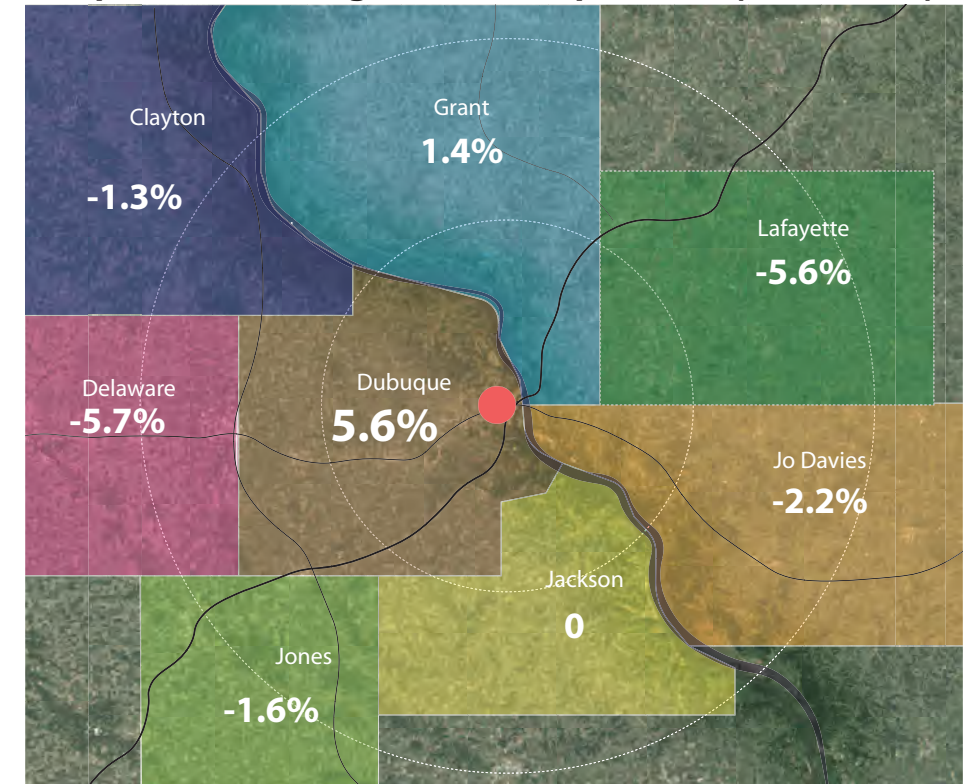 Clayton
-1.3%
Grant
1.4%
Lafayette
-5.6%
Delaware
-5.7%
Dubuque
5.6%
Jo Davies
-2.2%
Jackson
0
Jones
-1.6%